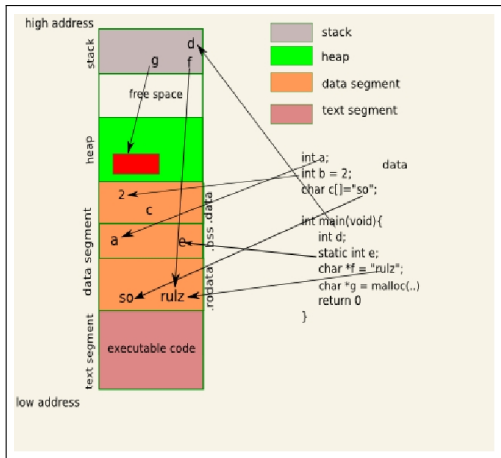 high address
stack
d
g
f
free space
heap
2
c
.data
a
e
.bss
data segment
so
rulz
.rodata
text segment
executable code
low address
stack
heap
data segment
text segment
int a;
data
int b = 2;
char c[]="so";
int main(void){
int d;
static int e;
char *f = "rulz";
char *g = malloc(..)
return 0
}